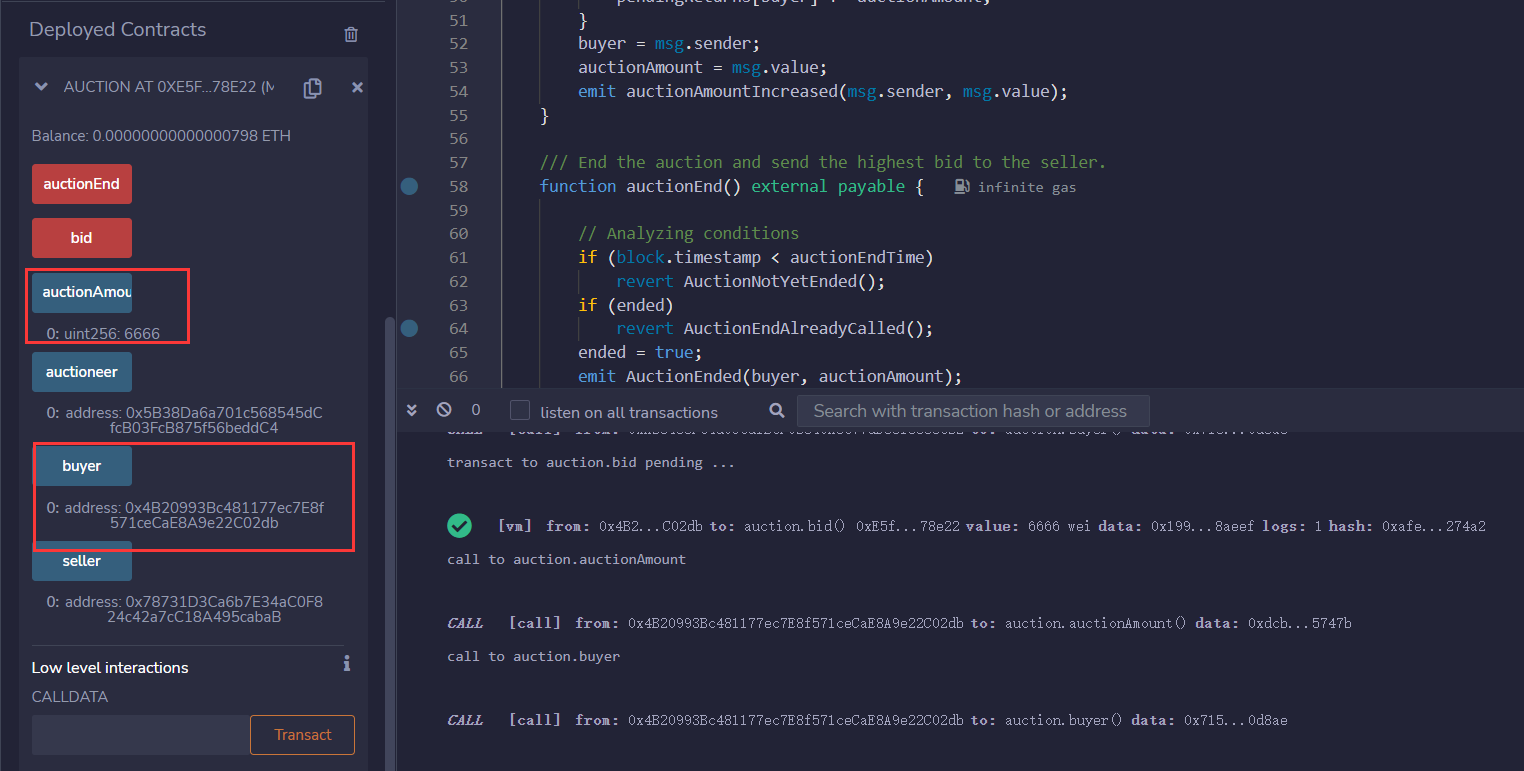 Deployed Contracts
AUCTION AT 0XE5F...78E22 (M
Balance: 0.00000000000000798 ETH
auctionEnd
bid
auctionAmou
0: uint256: 6666
auctioneer
0: address: 0x5B38Da6a701c568545dC
fcB03FcB875f56beddC4
buyer
0: address: 0x4B20993Bc481177ec7E8f
571ceCaE8A9e22C02db
seller
0: address: 0x78731D3Ca6b7E34aC0F8
24c42a7cC18A495cabaB
Low level interactions
CALLDATA
Transact
51 }
52 buyer = msg.sender;
53 auctionAmount = msg.value;
54 emit auctionAmountIncreased(msg.sender, msg.value);
55 }
56
57 /// End the auction and send the highest bid to the seller.
58 function auctionEnd() external payable { infinite gas
59
60 // Analyzing conditions
61 if (block.timestamp < auctionEndTime)
62 revert AuctionNotYetEnded();
63 if (ended)
64 revert AuctionEndAlreadyCalled();
65 ended = true;
66 emit AuctionEnded(buyer, auctionAmount);
0 listen on all transactions Search with transaction hash or address
transact to auction.bid pending ...
[vm] from: 0x4B2...C02db to: auction.bid() 0xE5f...78e22 value: 6666 wei data: 0x199...8aeef logs: 1 hash: 0xafe...274a2
call to auction.auctionAmount
CALL [call] from: 0x4B20993Bc481177ec7E8f571ceCaE8A9e22C02db to: auction.auctionAmount() data: 0xdcb...5747b
call to auction.buyer
CALL [call] from: 0x4B20993Bc481177ec7E8f571ceCaE8A9e22C02db to: auction.buyer() data: 0x715...0d8ae